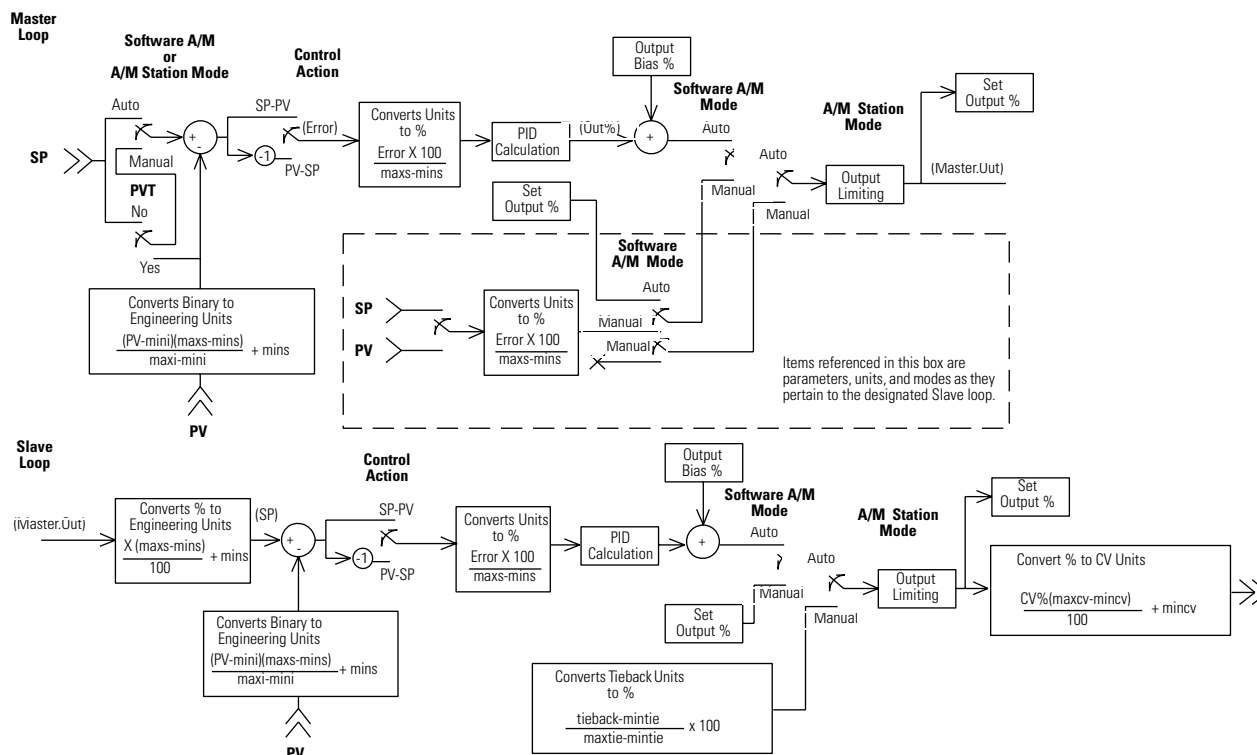 Master
Loop
Software A/M
or
A/M Station Mode
Control
Action
Output
Bias %
Software A/M
Mode
A/M Station
Mode
Set
Output %
Auto
SP-PV
(Error)
Converts Units
to %
Error X 100
maxs-mins
PID
Calculation
(Out%)
+
Auto
Auto
SP
+
-
-1
PV-SP
Manual
PVT
No
Manual
Manual
Output
Limiting
(Master.Out)
Set
Output %
Yes
Software
A/M Mode
Auto
Converts Binary to
Engineering Units
(PV-mini)(maxs-mins)
maxi-mini
+ mins
SP
PV
Converts Units
to %
Error X 100
maxs-mins
Manual
Manual
Items referenced in this box are
parameters, units, and modes as they
pertain to the designated Slave loop.
PV
Slave
Loop
Control
Action
Output
Bias %
Software A/M
Mode
A/M Station
Mode
Set
Output %
(Master.Out)
Converts % to
Engineering Units
X (maxs-mins)
100
+ mins
(SP)
+
-
SP-PV
-1
PV-SP
Converts Units
to %
Error X 100
maxs-mins
PID
Calculation
+
Auto
Auto
Manual
Manual
Set
Output %
Output
Limiting
Convert % to CV Units
CV%(maxcv-mincv)
100
+ mincv
Converts Binary to
Engineering Units
(PV-mini)(maxs-mins)
maxi-mini
+ mins
Converts Tieback Units
to %
tieback-mintie
maxtie-mintie
x 100
PV